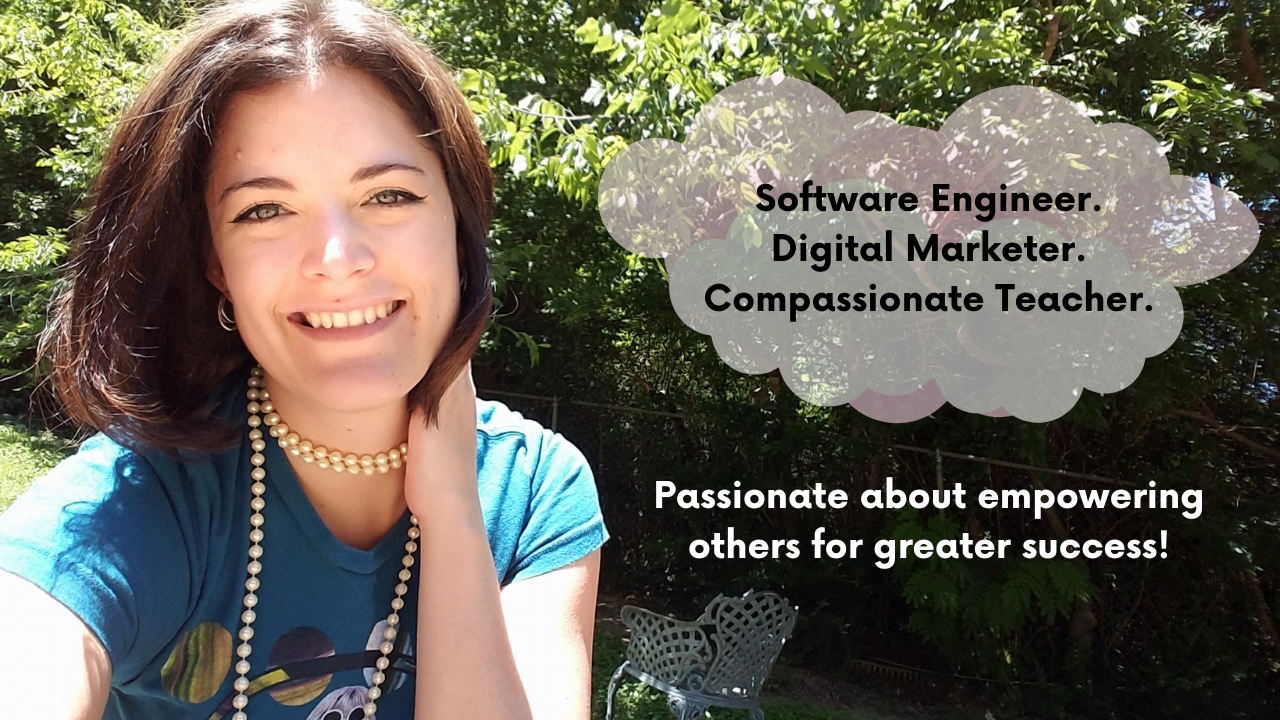 Software Engineer.
Digital Marketer.
Compassionate Teacher.
Passionate about empowering
others for greater success!